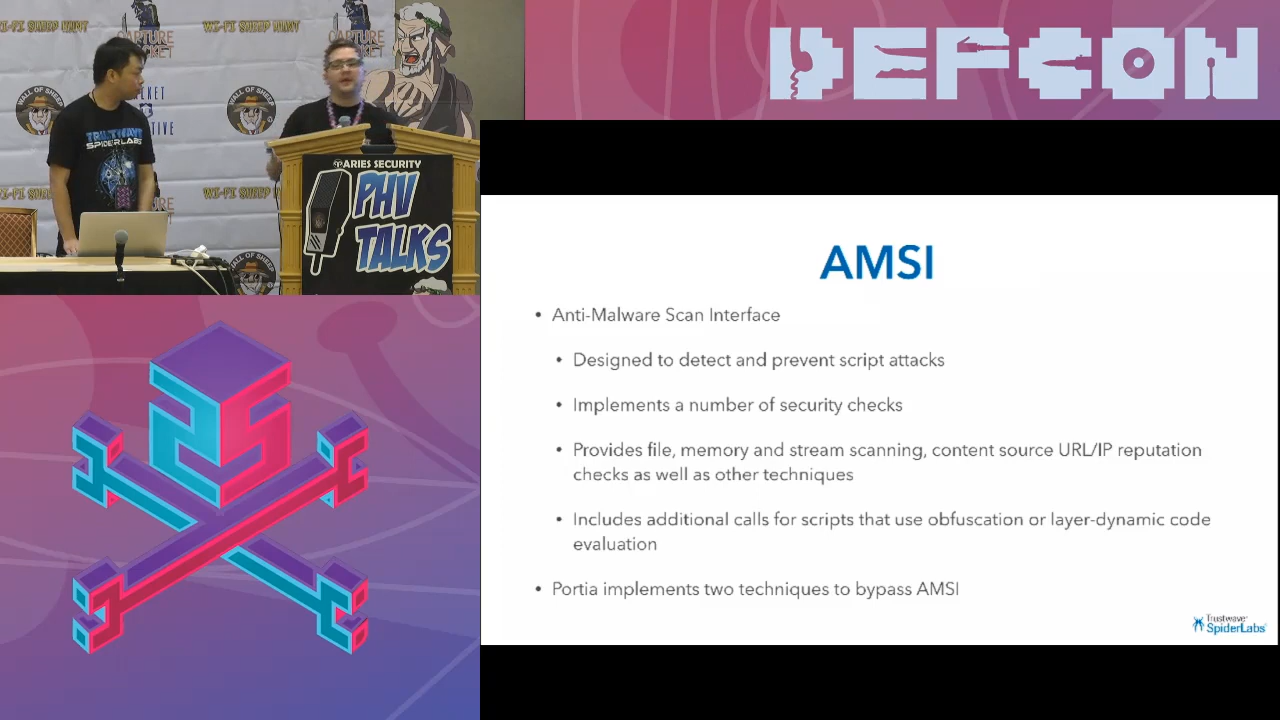 WI-FI SHEEP HUNT
WI-FI SHEEP HUNT
CAPTURE
CAPTURE
DEFCON
WALL OF SHEEP
WALL OF SHEEP
TRUSTWAVE
SPIDERLABS
ARIES SECURITY
PHV
TALKS
AMSI
• Anti-Malware Scan Interface
• Designed to detect and prevent script attacks
• Implements a number of security checks
• Provides file, memory and stream scanning, content source URL/IP reputation
checks as well as other techniques
• Includes additional calls for scripts that use obfuscation or layer-dynamic code
evaluation
• Portia implements two techniques to bypass AMSI
Trustwave
SpiderLabs